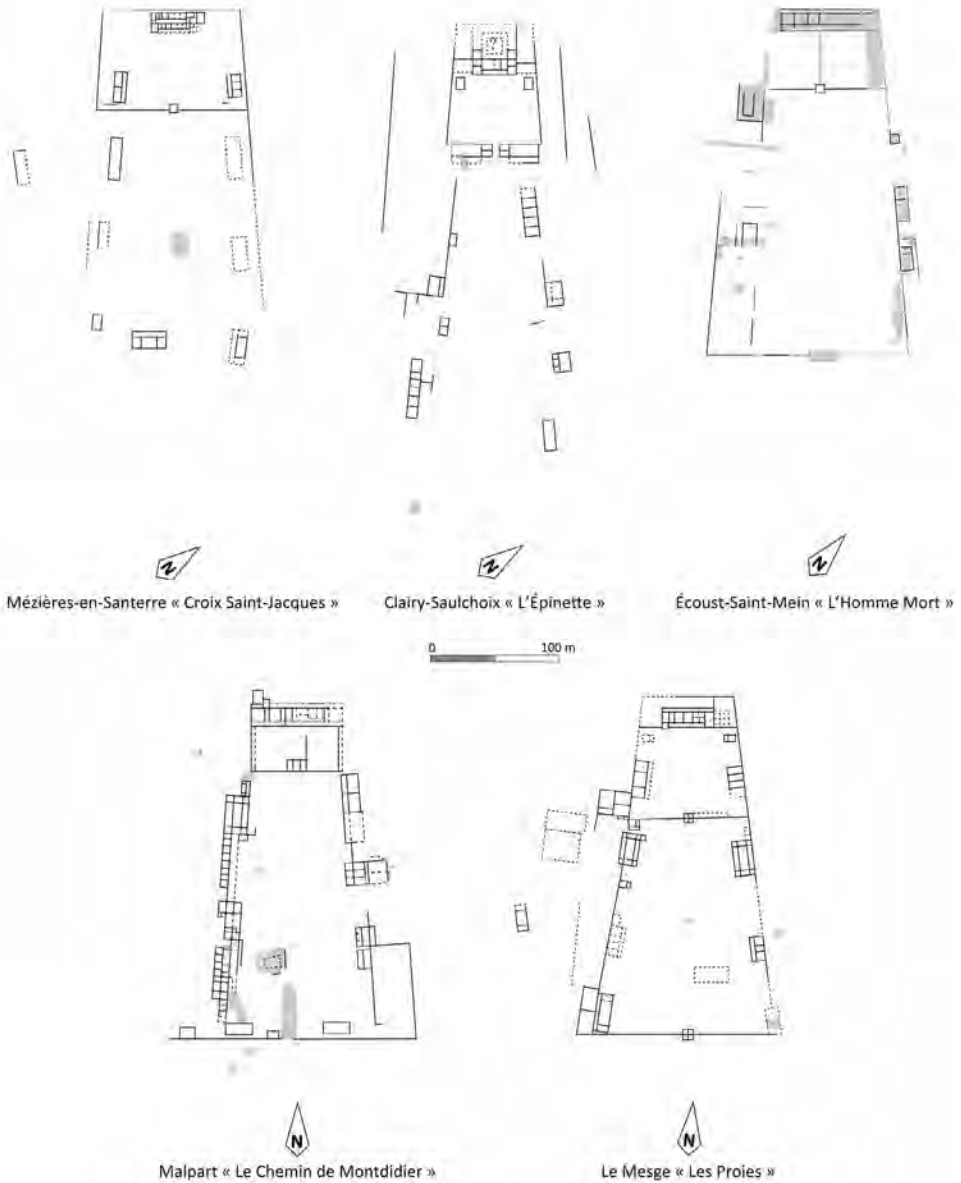 ?
N
N
N
Mézières-en-Santerre « Croix Saint-Jacques »
Clairy-Saulchoix « L'Épinette »
Écoust-Saint-Mein « L'Homme Mort »
0 100 m
N
N
Malpart « Le Chemin de Montdidier »
Le Mesge « Les Proies »